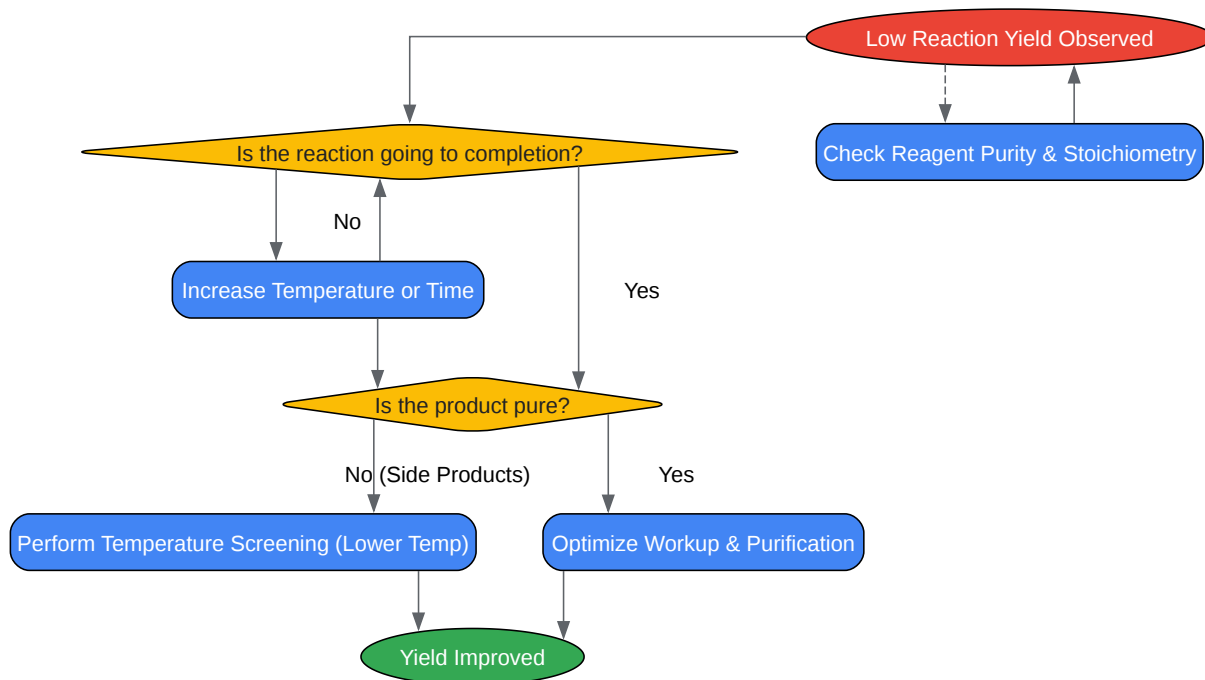 Low Reaction Yield Observed
Is the reaction going to completion?
Check Reagent Purity & Stoichiometry
No
Increase Temperature or Time
Yes
Is the product pure?
No (Side Products)
Yes
Perform Temperature Screening (Lower Temp)
Optimize Workup & Purification
Yield Improved